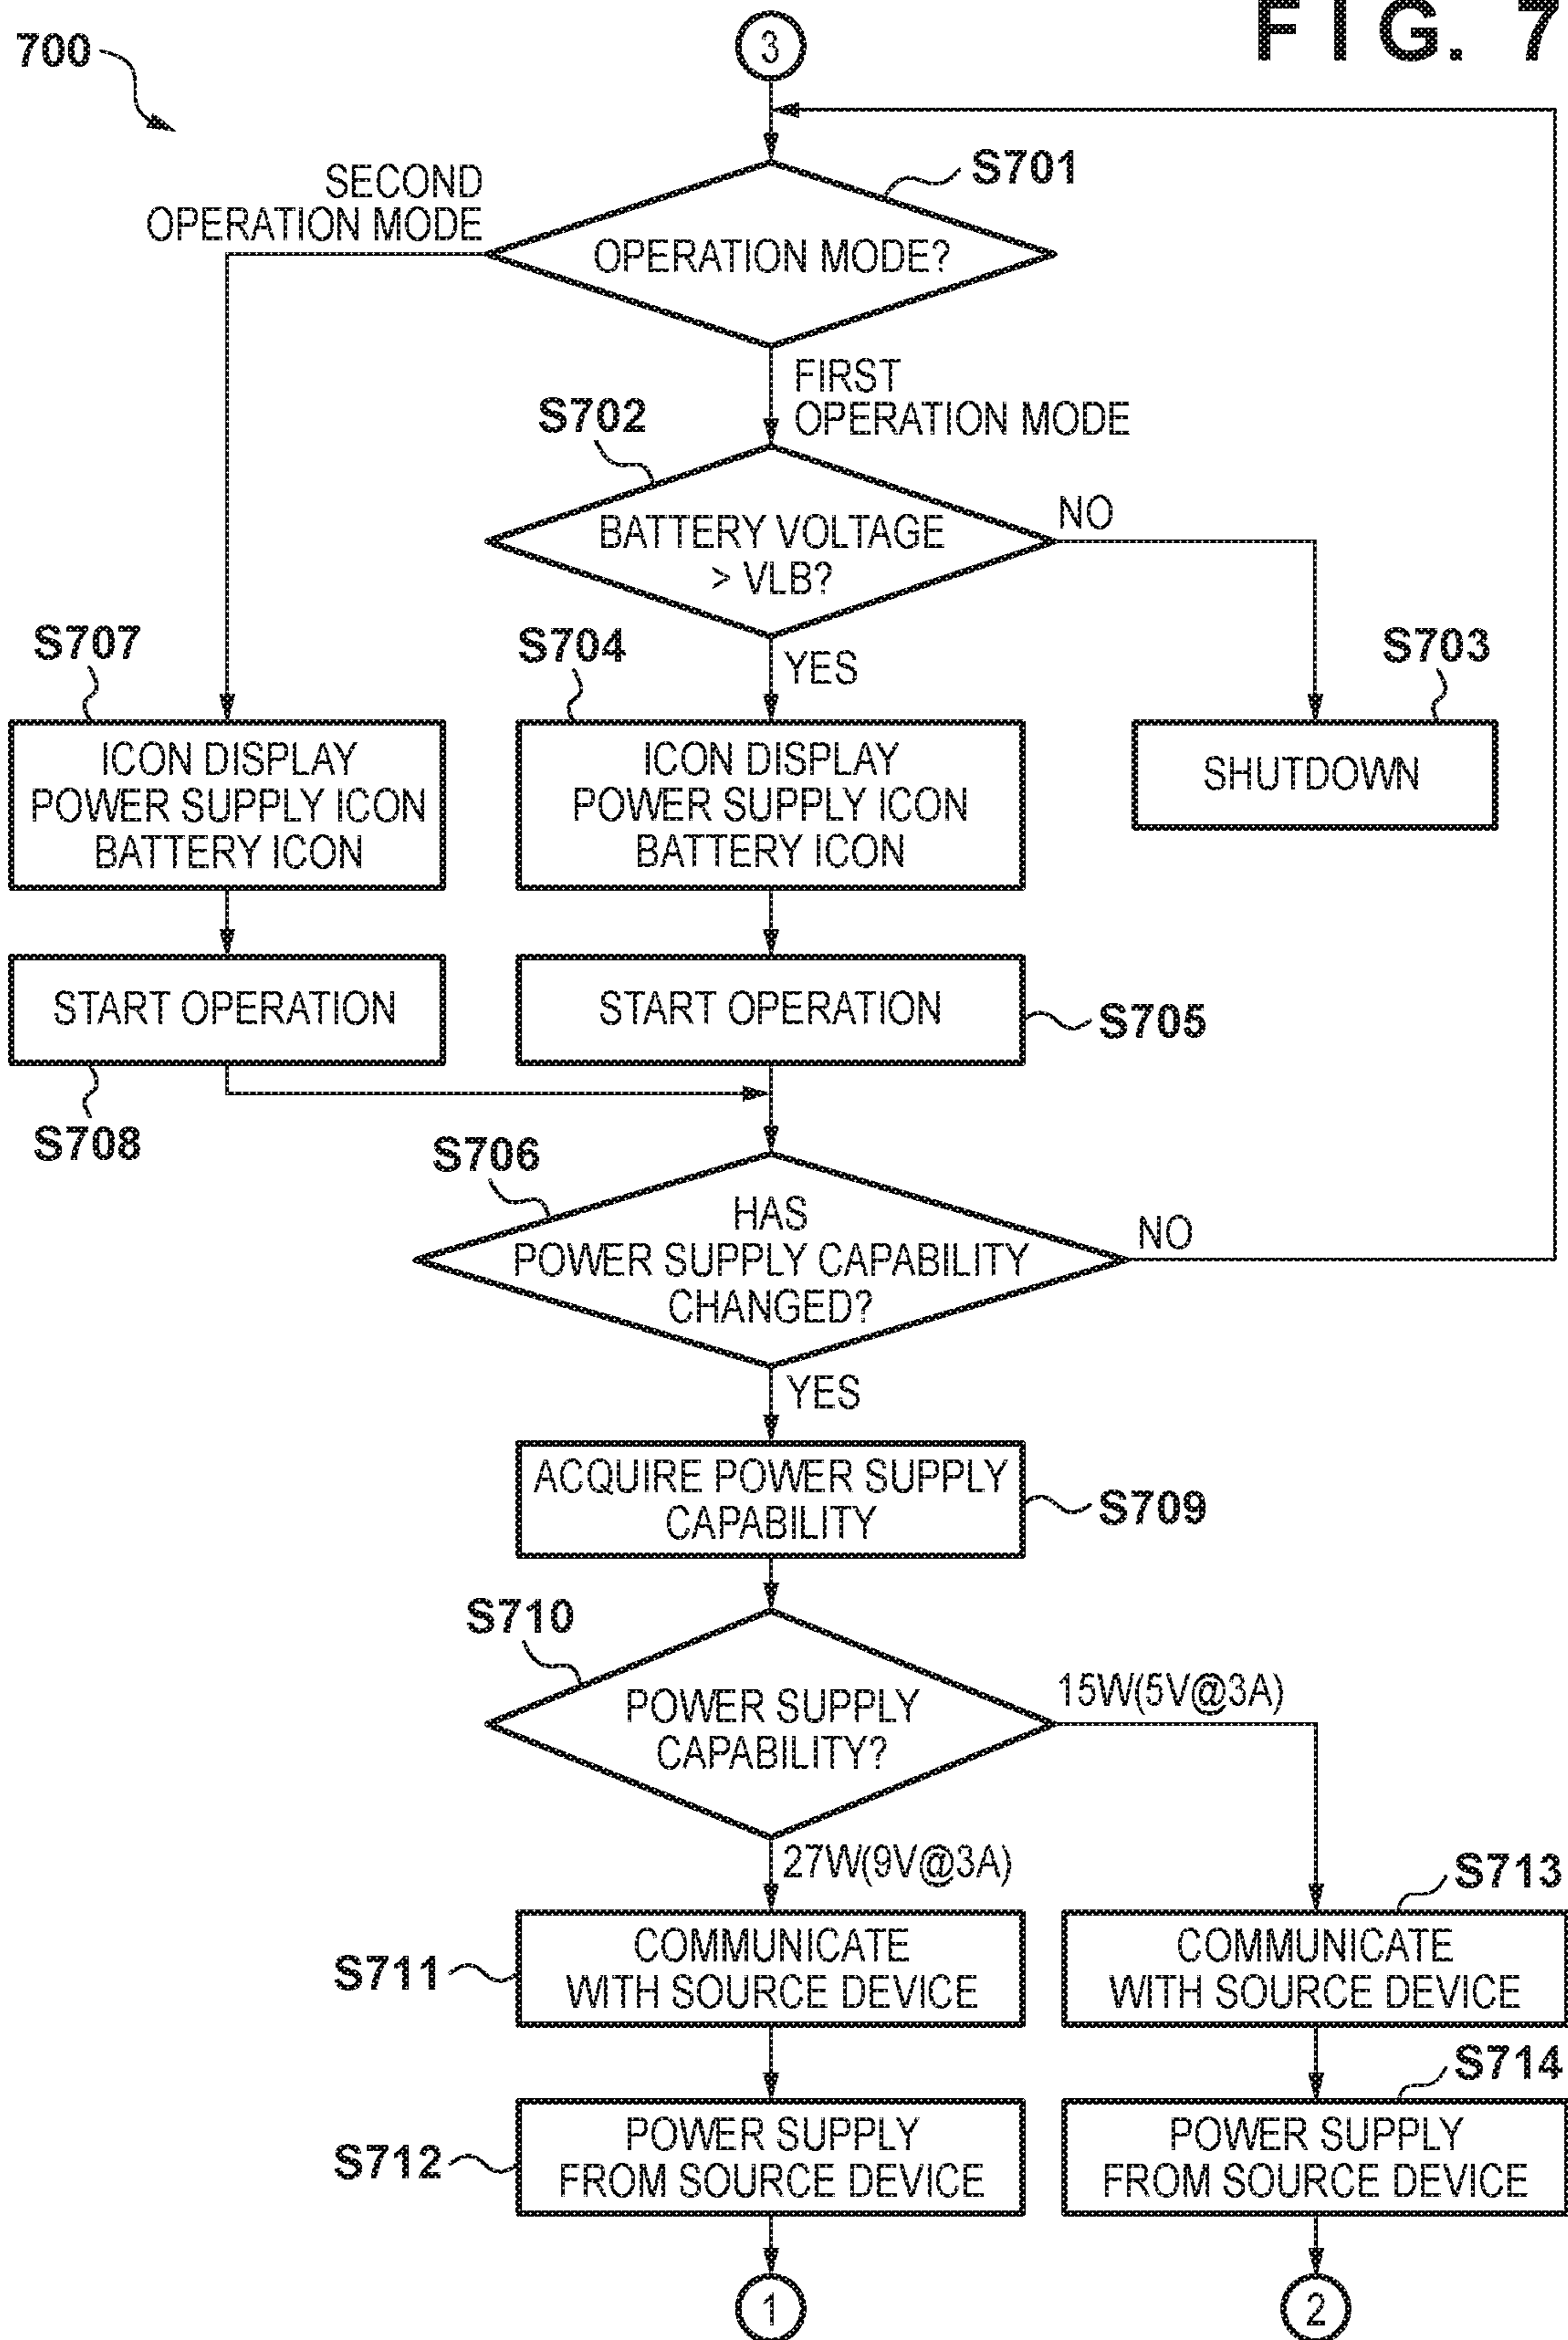 FIG. 7
700
3
S701
SECOND
OPERATION MODE
OPERATION MODE?
FIRST
OPERATION MODE
S702
BATTERY VOLTAGE
> VLB?
NO
YES
S707
S704
S703
ICON DISPLAY
POWER SUPPLY ICON
BATTERY ICON
ICON DISPLAY
POWER SUPPLY ICON
BATTERY ICON
SHUTDOWN
START OPERATION
START OPERATION
S705
S708
S706
HAS
POWER SUPPLY CAPABILITY
CHANGED?
NO
YES
ACQUIRE POWER SUPPLY
CAPABILITY
S709
S710
POWER SUPPLY
CAPABILITY?
15W(5V@3A)
27W(9V@3A)
S713
S711
COMMUNICATE
WITH SOURCE DEVICE
COMMUNICATE
WITH SOURCE DEVICE
S714
S712
POWER SUPPLY
FROM SOURCE DEVICE
POWER SUPPLY
FROM SOURCE DEVICE
1
2